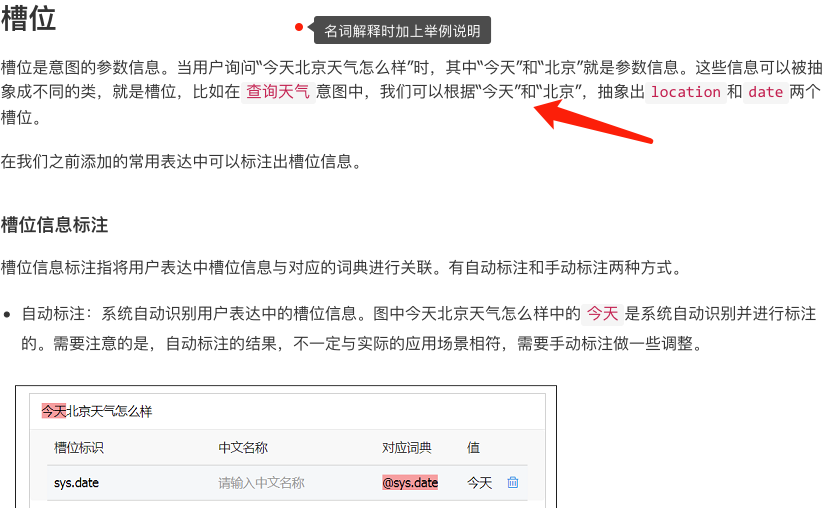 槽位
名词解释时加上举例说明
槽位是意图的参数信息。当用户询问“今天北京天气怎么样”时，其中“今天”和“北京”就是参数信息。这些信息可以被抽
象成不同的类，就是槽位，比如在 查询天气 意图中，我们可以根据“今天”和“北京”，抽象出 location 和 date 两个
槽位。
在我们之前添加的常用表达中可以标注出槽位信息。
槽位信息标注
槽位信息标注指将用户表达中槽位信息与对应的词典进行关联。有自动标注和手动标注两种方式。
• 自动标注：系统自动识别用户表达中的槽位信息。图中今天北京天气怎么样中的 今天 是系统自动识别并进行标注
的。需要注意的是，自动标注的结果，不一定与实际的应用场景相符，需要手动标注做一些调整。
今天北京天气怎么样
槽位标识 中文名称 对应词典 值
sys.date 请输入中文名称 @sys.date 今天